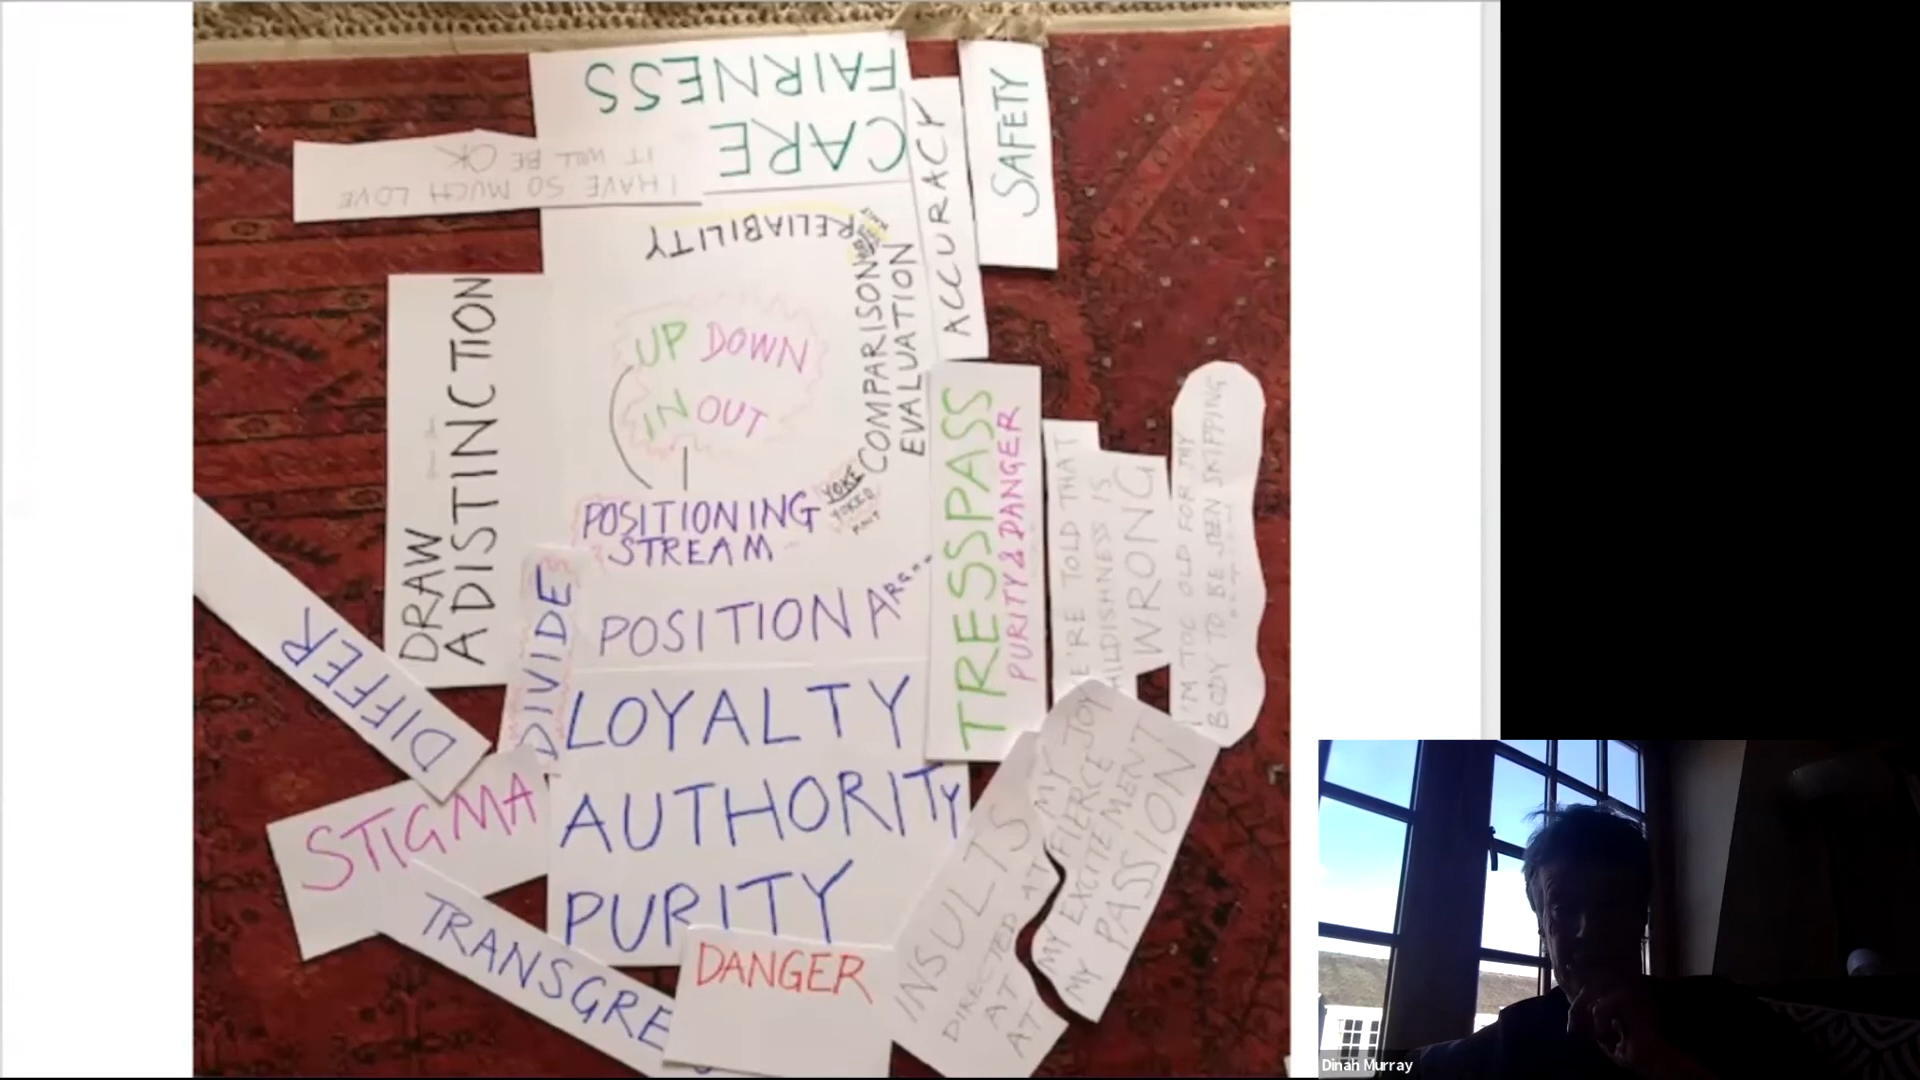 FAIRNESS
CARE
SAFETY
ACCURACY
I HAVE SO MUCH LOVE
IT WILL BE OK
RELIABILITY
COMPARISON
EVALUATION
UP DOWN
IN OUT
DRAW
A DISTINCTION
POSITIONING
STREAM
YOKE
YOKED
POSITION A
TRESSPASS
PURITY & DANGER
E'RE TOLD THAT
HILDISHNESS IS
WRONG
I'M TOO OLD FOR MY
BODY TO BE SEEN SKIPPING
DIFFER
DIVIDE
LOYALTY
AUTHORITY
PURITY
STIGMA
TRANSGRE
DANGER
INSULTS
DIRECTED AT MY JOY
AT MY FIERCE
AT MY EXCITEMENT
MY PASSION
Dinah Murray